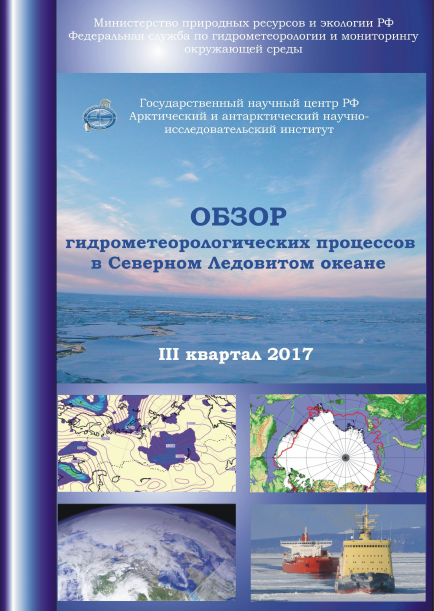 Министерство природных ресурсов и экологии РФ
Федеральная служба по гидрометеорологии и мониторингу
окружающей среды
Государственный научный центр РФ
Арктический и антарктический научно-
исследовательский институт
ОБЗОР
гидрометеорологических процессов
в Северном Ледовитом океане
III квартал 2017